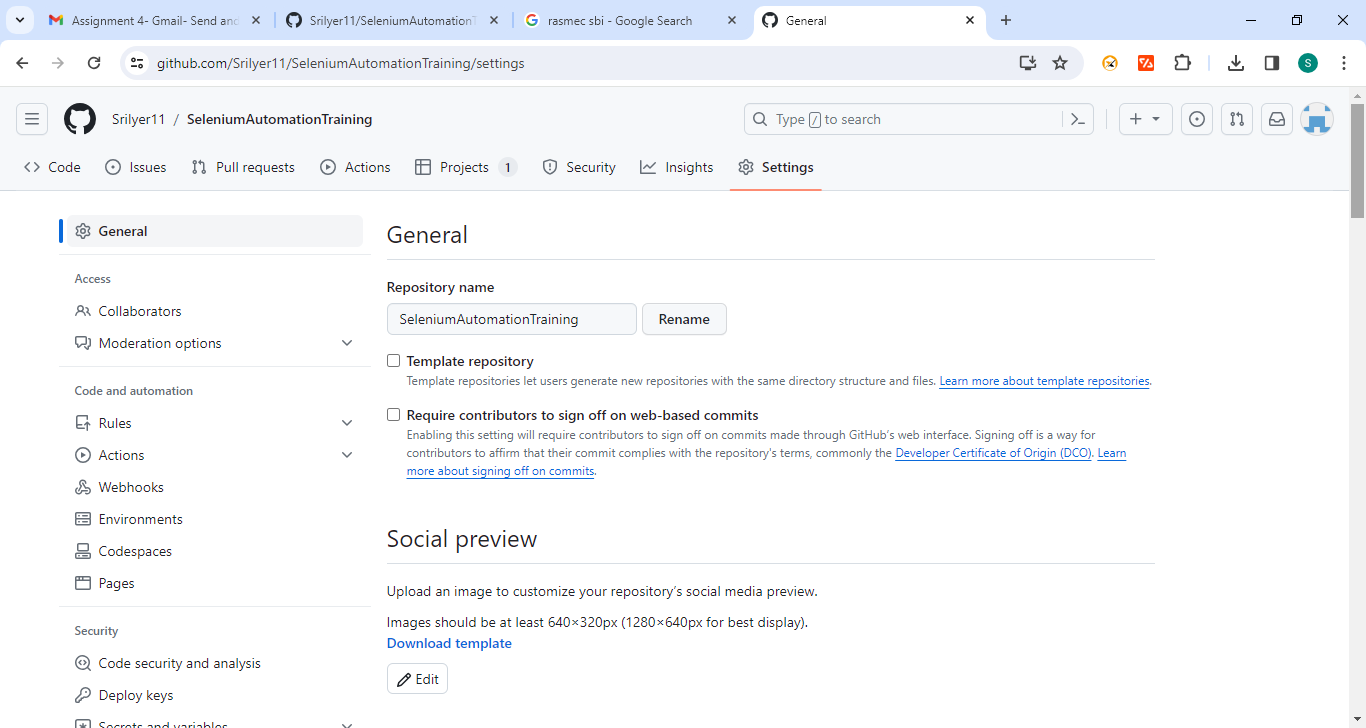 Assignment 4- Gmail- Send and
Srilyer11/SeleniumAutomationT
rasmec sbi - Google Search
General
github.com/Srilyer11/SeleniumAutomationTraining/settings
S
Srilyer11 / SeleniumAutomationTraining
Type / to search
Code
Issues
Pull requests
Actions
Projects 1
Security
Insights
Settings
General
Access
Collaborators
Moderation options
Code and automation
Rules
Actions
Webhooks
Environments
Codespaces
Pages
Security
Code security and analysis
Deploy keys
Secrets and variables
General
Repository name
SeleniumAutomationTraining
Rename
Template repository
Template repositories let users generate new repositories with the same directory structure and files. Learn more about template repositories.
Require contributors to sign off on web-based commits
Enabling this setting will require contributors to sign off on commits made through GitHub's web interface. Signing off is a way for
contributors to affirm that their commit complies with the repository's terms, commonly the Developer Certificate of Origin (DCO). Learn
more about signing off on commits.
Social preview
Upload an image to customize your repository's social media preview.
Images should be at least 640×320px (1280×640px for best display).
Download template
Edit